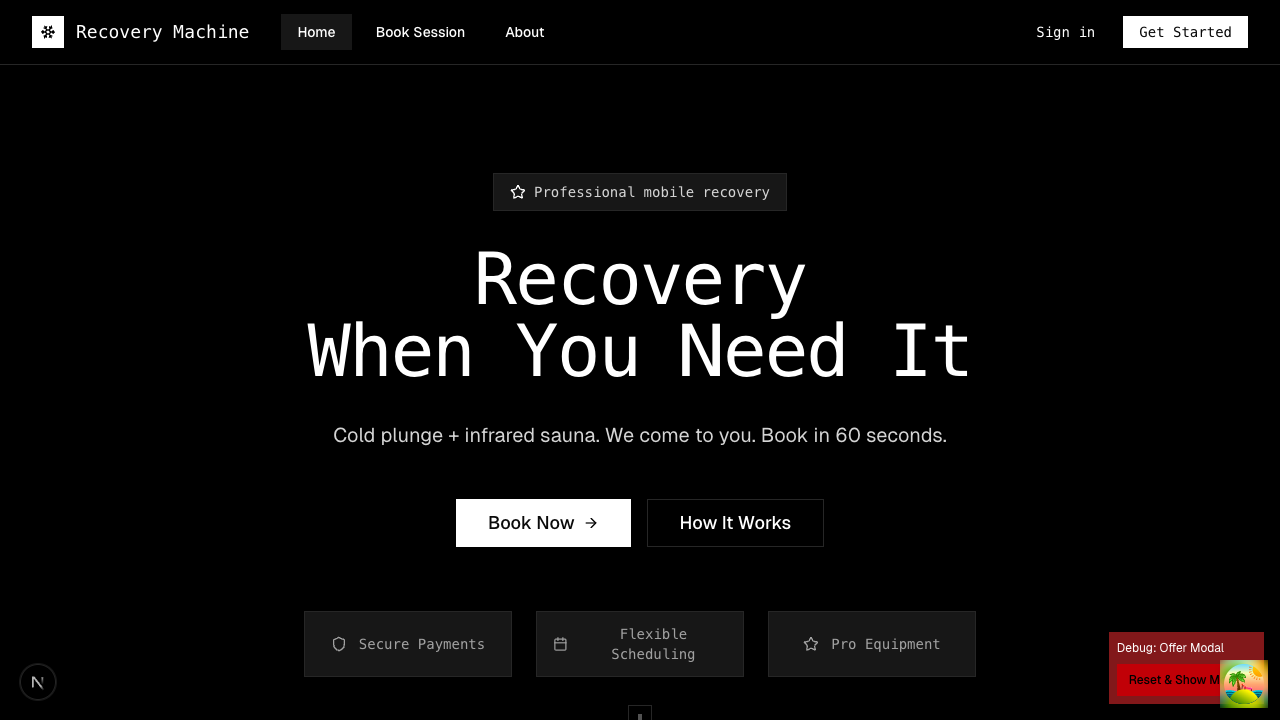 Recovery Machine
Home
Book Session
About
Sign in
Get Started
Professional mobile recovery
Recovery
When You Need It
Cold plunge + infrared sauna. We come to you. Book in 60 seconds.
Book Now
How It Works
Secure Payments
Flexible
Scheduling
Pro Equipment
Debug: Offer Modal
Reset & Show
N